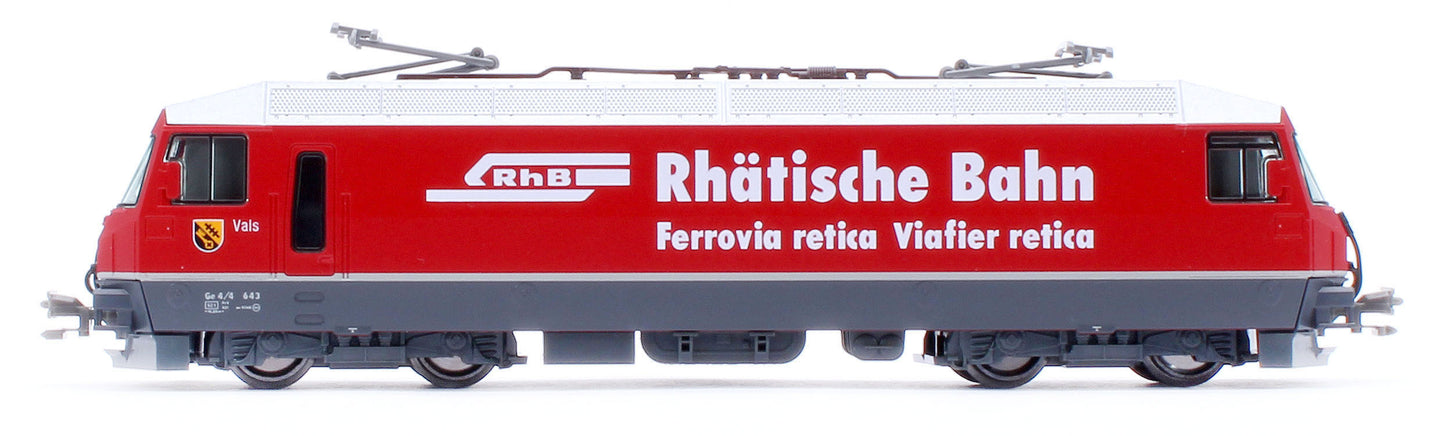 RhB
Rhätische Bahn
Ferrovia retica Viafier retica
Vals
Ge 4/4 643